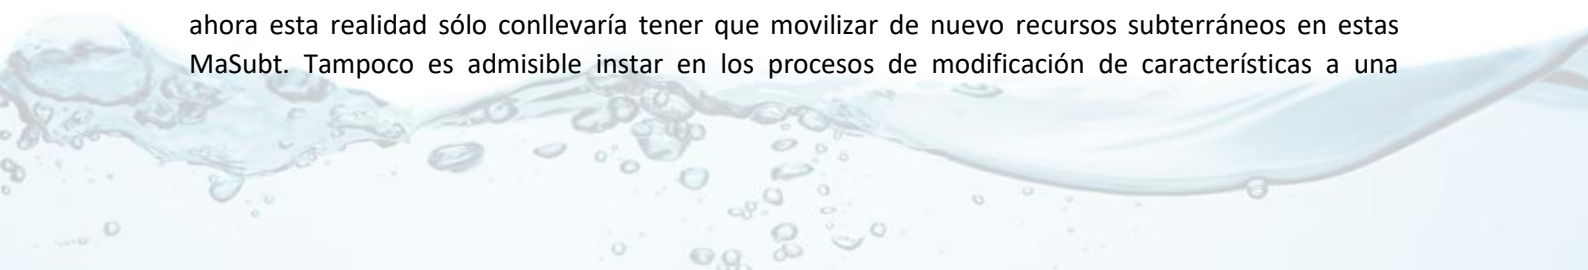 ahora esta realidad sólo conllevaría tener que movilizar de nuevo recursos subterráneos en estas
MaSubt. Tampoco es admisible instar en los procesos de modificación de características a una